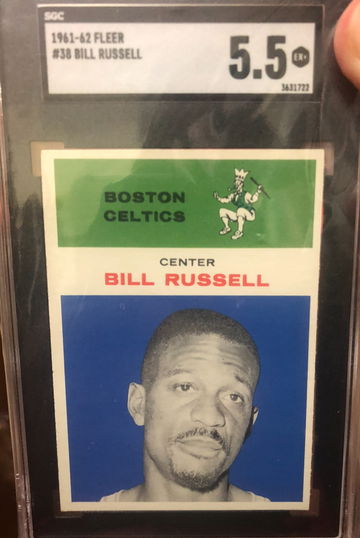 SGC
1961-62 FLEER
#38 BILL RUSSELL
5.5
EX+
3631722
BOSTON
CELTICS
CENTER
BILL RUSSELL